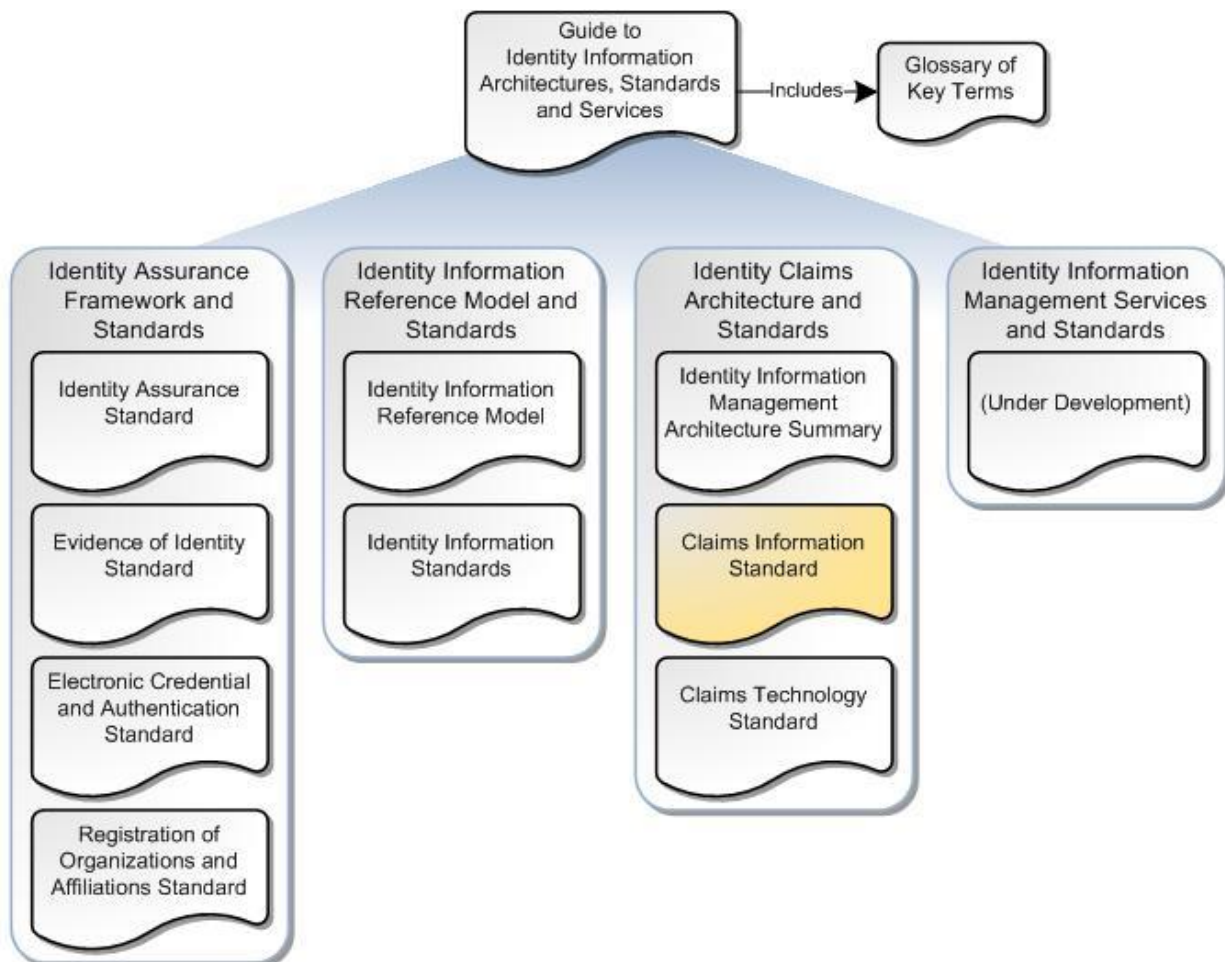 Guide to
Identity Information
Architectures, Standards
and Services
Includes
Glossary of
Key Terms
Identity Assurance
Framework and
Standards
Identity Assurance
Standard
Evidence of Identity
Standard
Electronic Credential
and Authentication
Standard
Registration of
Organizations and
Affiliations Standard
Identity Information
Reference Model and
Standards
Identity Information
Reference Model
Identity Information
Standards
Identity Claims
Architecture and
Standards
Identity Information
Management
Architecture Summary
Claims Information
Standard
Claims Technology
Standard
Identity Information
Management Services
and Standards
(Under Development)